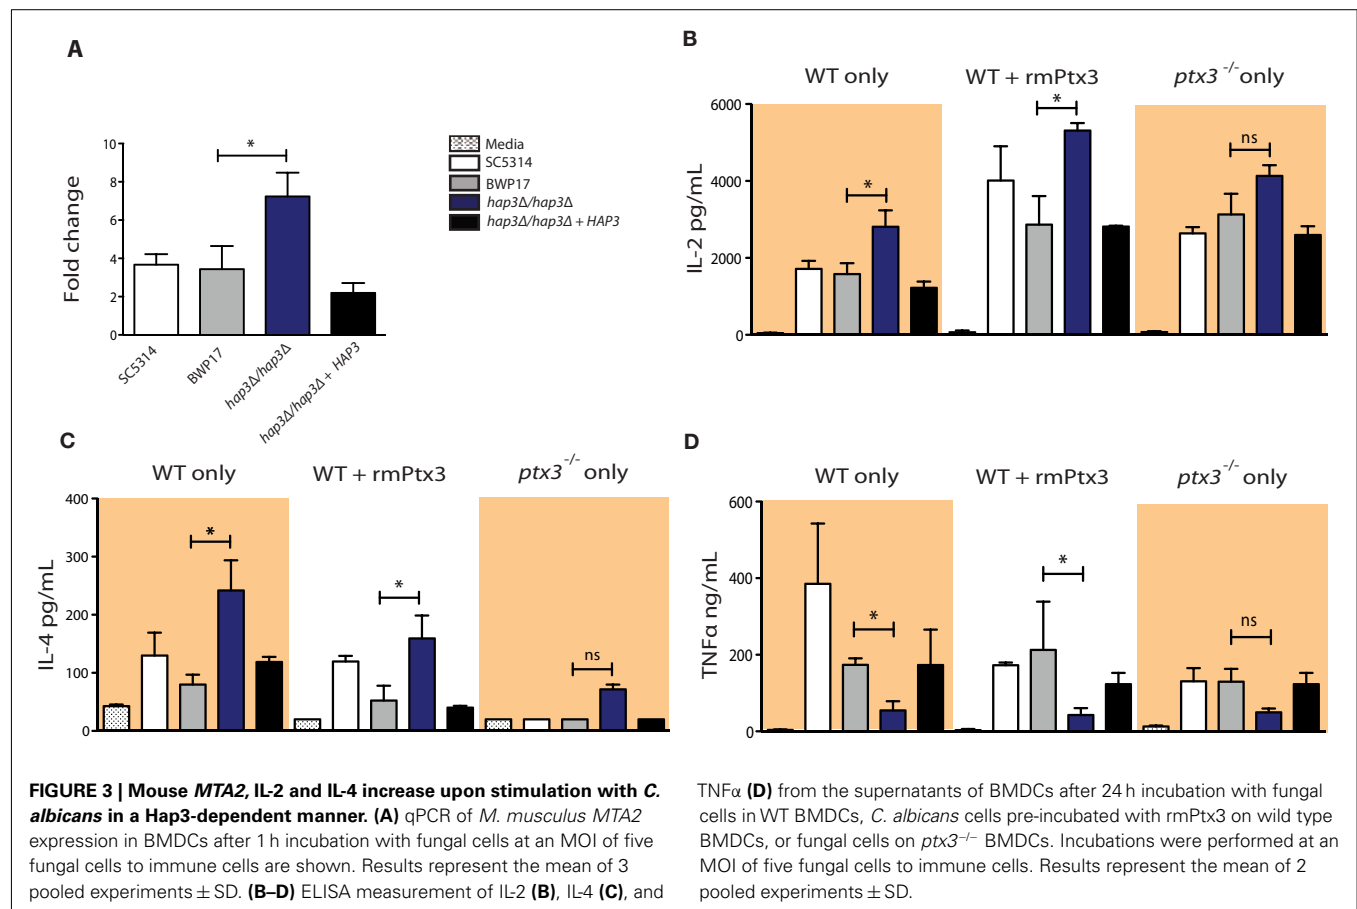 A
10
8
6
4
2
0
Fold change
*
SC5314
BWP17
hap3Δ/hap3Δ
hap3Δ/hap3Δ + HAP3
Media
SC5314
BWP17
hap3Δ/hap3Δ
hap3Δ/hap3Δ + HAP3
B
WT only
WT + rmPtx3
ptx3 -/- only
6000
4000
2000
0
IL-2 pg/mL
*
*
ns
C
WT only
WT + rmPtx3
ptx3 -/- only
400
300
200
100
0
IL-4 pg/mL
*
*
ns
D
WT only
WT + rmPtx3
ptx3 -/- only
600
400
200
0
TNFα ng/mL
*
*
ns
FIGURE 3 | Mouse MTA2, IL-2 and IL-4 increase upon stimulation with C.
albicans in a Hap3-dependent manner. (A) qPCR of M. musculus MTA2
expression in BMDCs after 1 h incubation with fungal cells at an MOI of five
fungal cells to immune cells are shown. Results represent the mean of 3
pooled experiments ± SD. (B–D) ELISA measurement of IL-2 (B), IL-4 (C), and
TNFα (D) from the supernatants of BMDCs after 24 h incubation with fungal
cells in WT BMDCs, C. albicans cells pre-incubated with rmPtx3 on wild type
BMDCs, or fungal cells on ptx3−/− BMDCs. Incubations were performed at an
MOI of five fungal cells to immune cells. Results represent the mean of 2
pooled experiments ± SD.